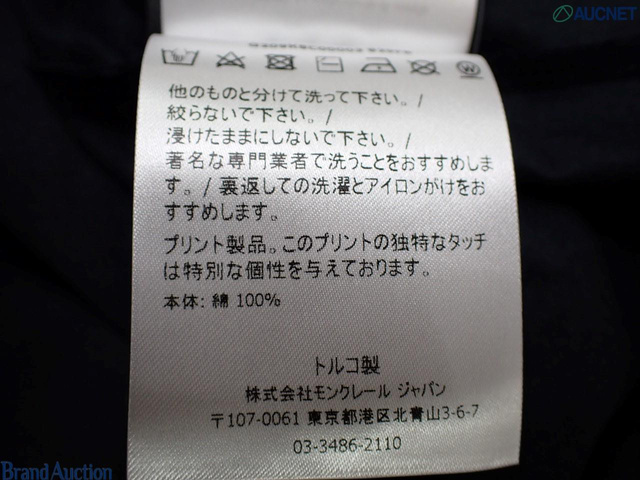 AUCNET
他のものと分けて洗って下さい。/
絞らないで下さい。/
浸けたままにしないで下さい。/
著名な専門業者で洗うことをおすすめしま
す。/ 裏返しての洗濯とアイロンがけをお
すすめします。
プリント製品。このプリントの独特なタッチ
は特別な個性を与えております。
本体: 綿 100%
トルコ製
株式会社モンクレール ジャパン
〒107-0061 東京都港区北青山3-6-7
03-3486-2110
Brand Auction